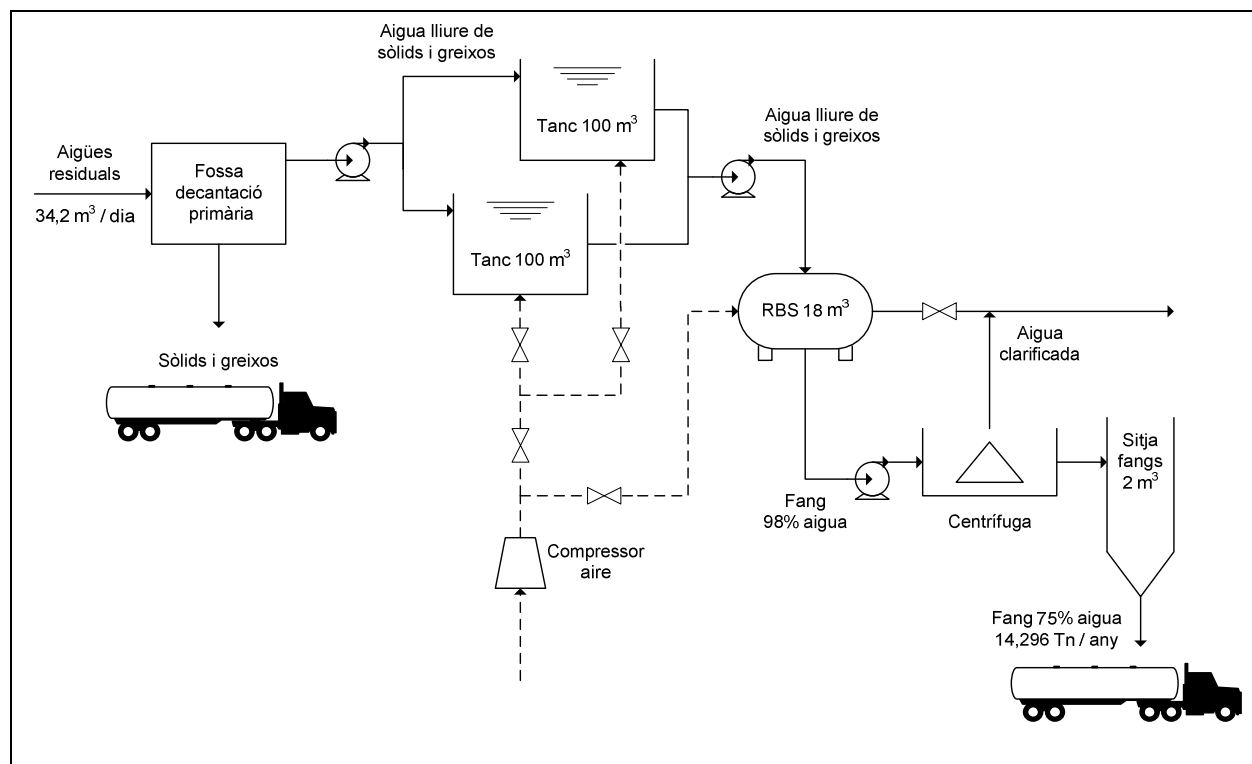 Aigua lliure de
sòlids i greixos
Tanc 100 m³
Aigua lliure de
sòlids i greixos
Aigües
residuals
34,2 m³ / dia
Fossa
decantació
primària
Tanc 100 m³
RBS 18 m³
Aigua
clarificada
Sòlids i greixos
Sitja
fangs
2 m³
Fang
98% aigua
Centrífuga
Compressor
aire
Fang 75% aigua
14,296 Tn / any